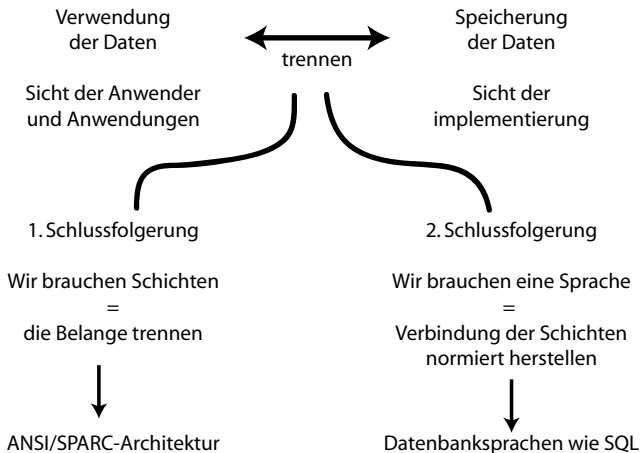 Verwendung
der Daten
trennen
Speicherung
der Daten
Sicht der Anwender
und Anwendungen
Sicht der
implementierung
1. Schlussfolgerung
Wir brauchen Schichten
=
die Belange trennen
ANSI/SPARC-Architektur
2. Schlussfolgerung
Wir brauchen eine Sprache
=
Verbindung der Schichten
normiert herstellen
Datenbanksprachen wie SQL